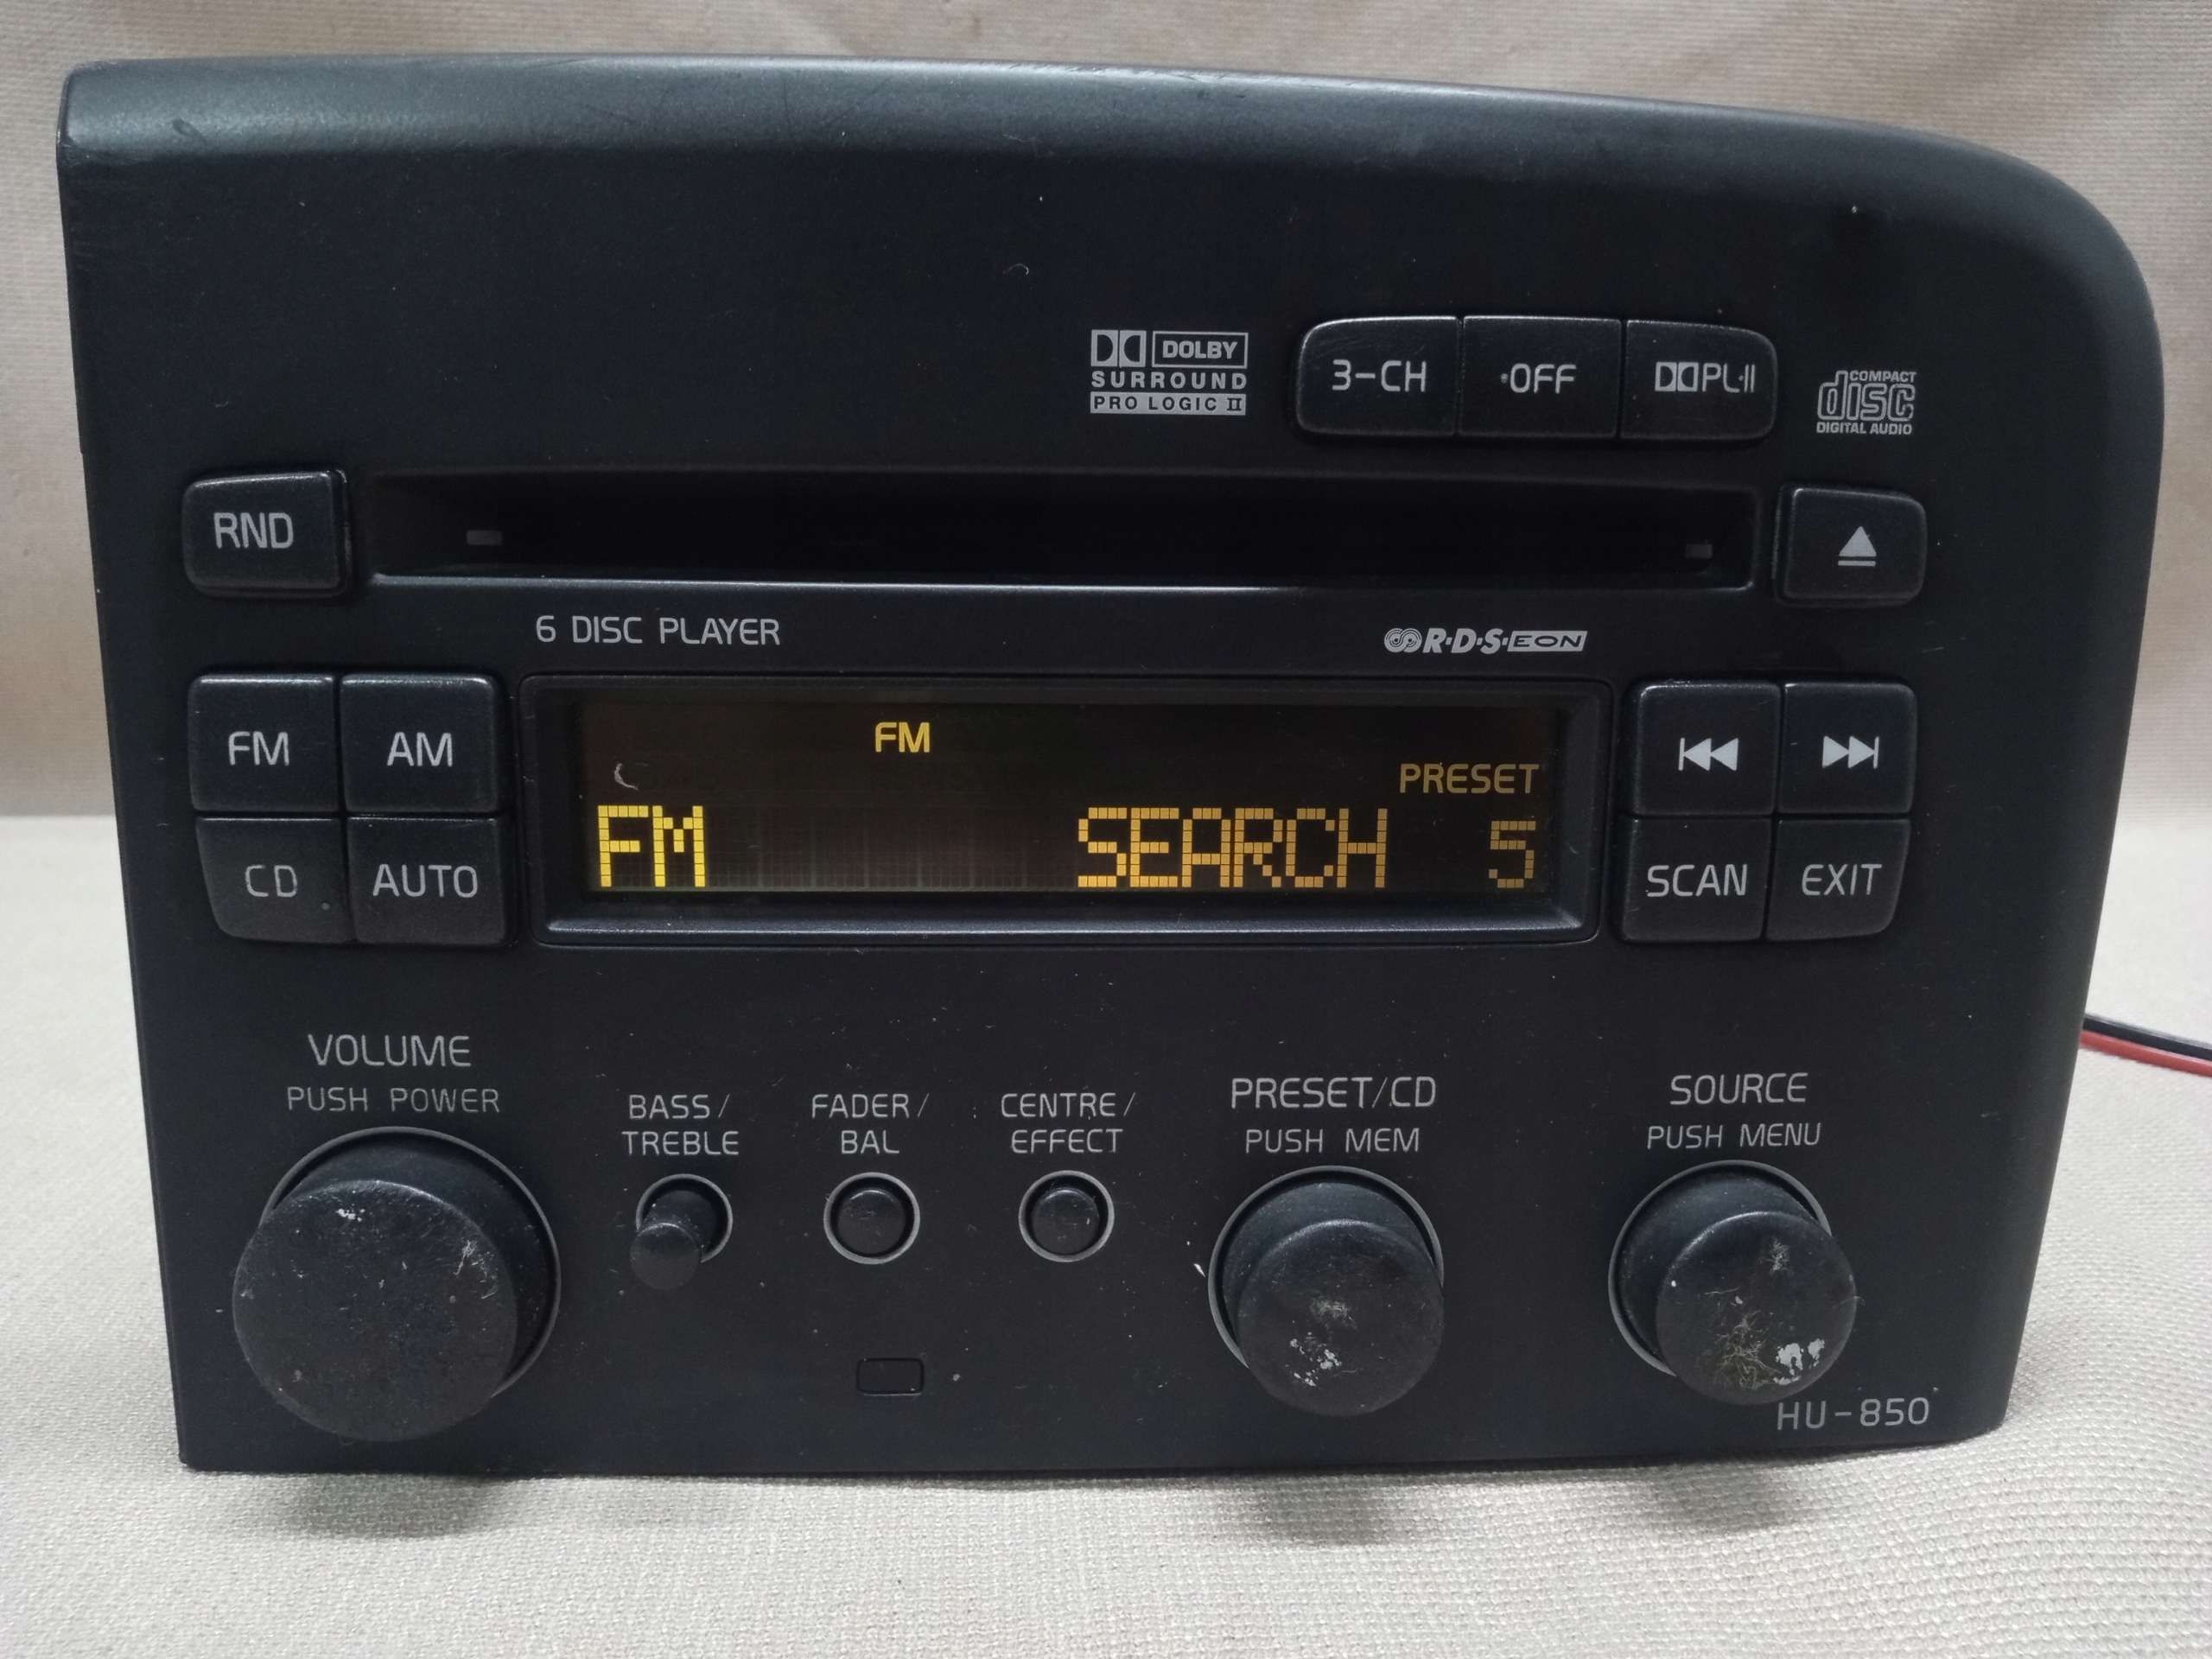 DOLBY
SURROUND
PRO LOGIC II
3-CH
·OFF
PL·II
COMPACT
disc
DIGITAL AUDIO
RND
6 DISC PLAYER
R·D·S·EON
FM
AM
CD
AUTO
FM
PRESET
FM SEARCH 5
SCAN
EXIT
VOLUME
PUSH POWER
BASS/
TREBLE
FADER/
BAL
CENTRE/
EFFECT
PRESET/CD
PUSH MEM
SOURCE
PUSH MENU
HU-850